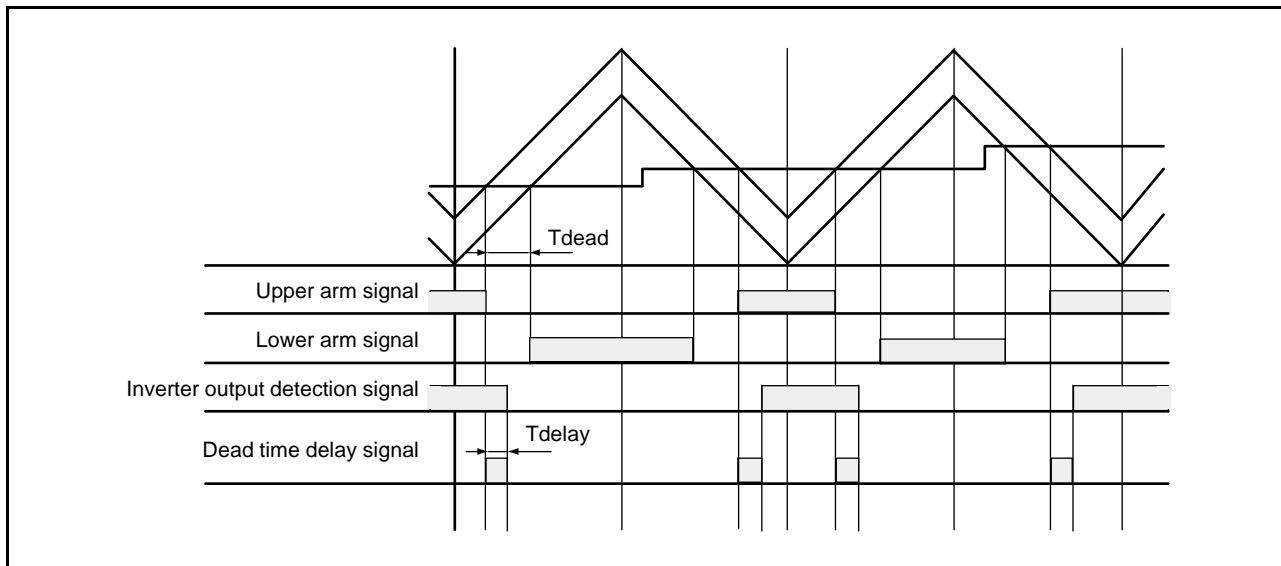 Tdead
Upper arm signal
Lower arm signal
Inverter output detection signal
Tdelay
Dead time delay signal